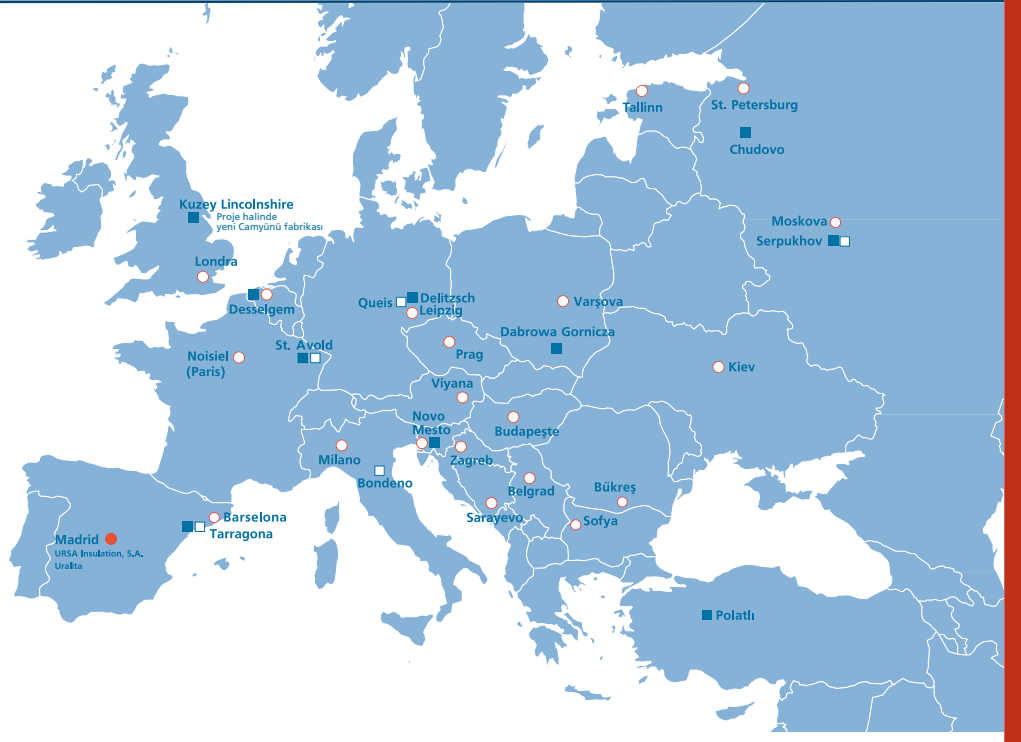 Tallinn
St. Petersburg
Chudovo
Kuzey Lincolnshire
Proje halinde
yeni Camyünü fabrikası
Moskova
Serpukhov
Londra
Desselgem
Queis
Delitzsch
Leipzig
Varşova
Dabrowa Gornicza
St. Avold
Noisiel
(Paris)
Prag
Kiev
Viyana
Novo
Mesto
Budapeşte
Milano
Zagreb
Bondeno
Belgrad
Bükreş
Sarayevo
Sofya
Barselona
Tarragona
Madrid
URSA Insulation, S.A.
Uralita
Polatlı